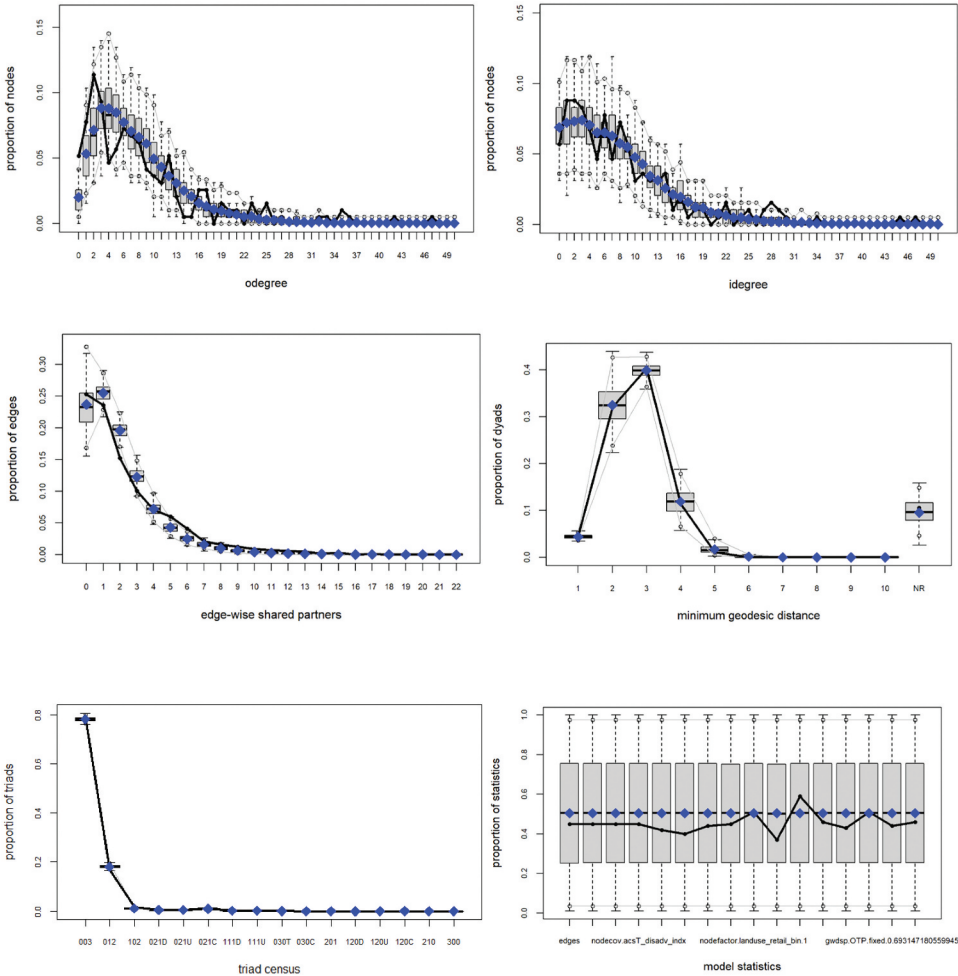 proportion of nodes
0.15
0.10
0.05
0.00
0 2 4 6 8 10 13 16 19 22 25 28 31 34 37 40 43 46 49
odegree
proportion of nodes
0.15
0.10
0.05
0.00
0 2 4 6 8 10 13 16 19 22 25 28 31 34 37 40 43 46 49
idegree
proportion of edges
0.30
0.25
0.20
0.15
0.10
0.05
0.00
0 1 2 3 4 5 6 7 8 9 10 11 12 13 14 15 16 17 18 19 20 21 22
edge-wise shared partners
proportion of dyads
0.4
0.3
0.2
0.1
0.0
1 2 3 4 5 6 7 8 9 10 NR
minimum geodesic distance
proportion of triads
0.8
0.6
0.4
0.2
0.0
003 012 102 021D 021U 021C 111D 111U 030T 030C 201 120D 120U 120C 210 300
triad census
proportion of statistics
1.0
0.8
0.6
0.4
0.2
0.0
edges nodecov.acsT_disadv_indx nodefactor.landuse_retail_bin.1 gwdsp.OTP.fixed.0.693147180559945
model statistics